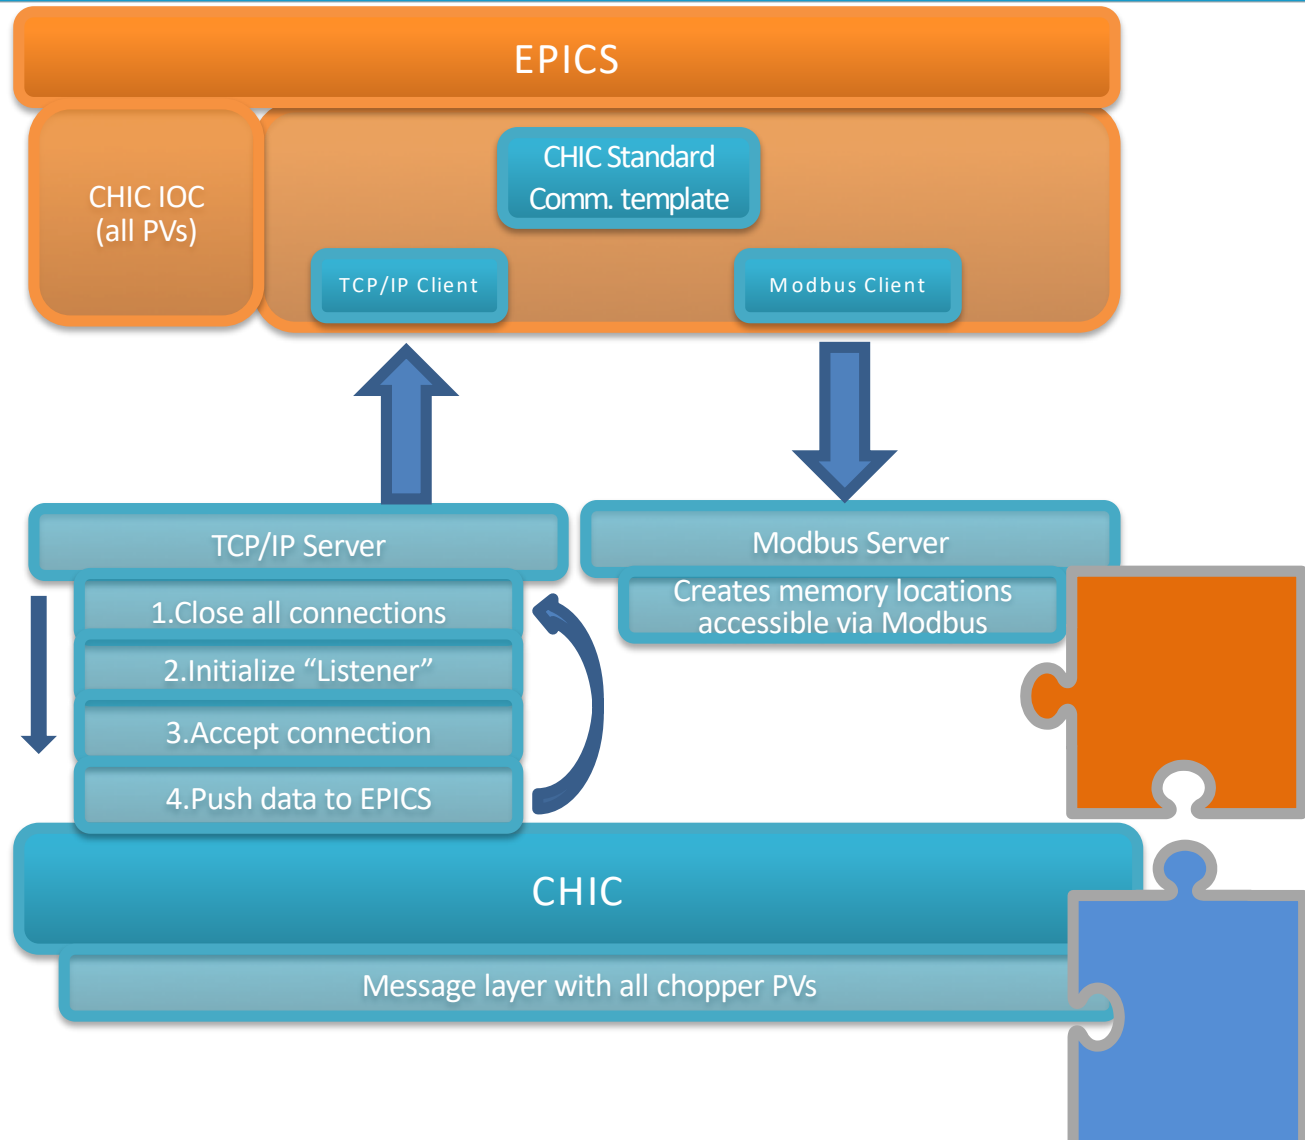 EPICS
CHIC IOC
(all PVs)
CHIC Standard
Comm. template
TCP/IP Client
Modbus Client
TCP/IP Server
1.Close all connections
2.Initialize “Listener”
3.Accept connection
4.Push data to EPICS
Modbus Server
Creates memory locations
accessible via Modbus
CHIC
Message layer with all chopper PVs